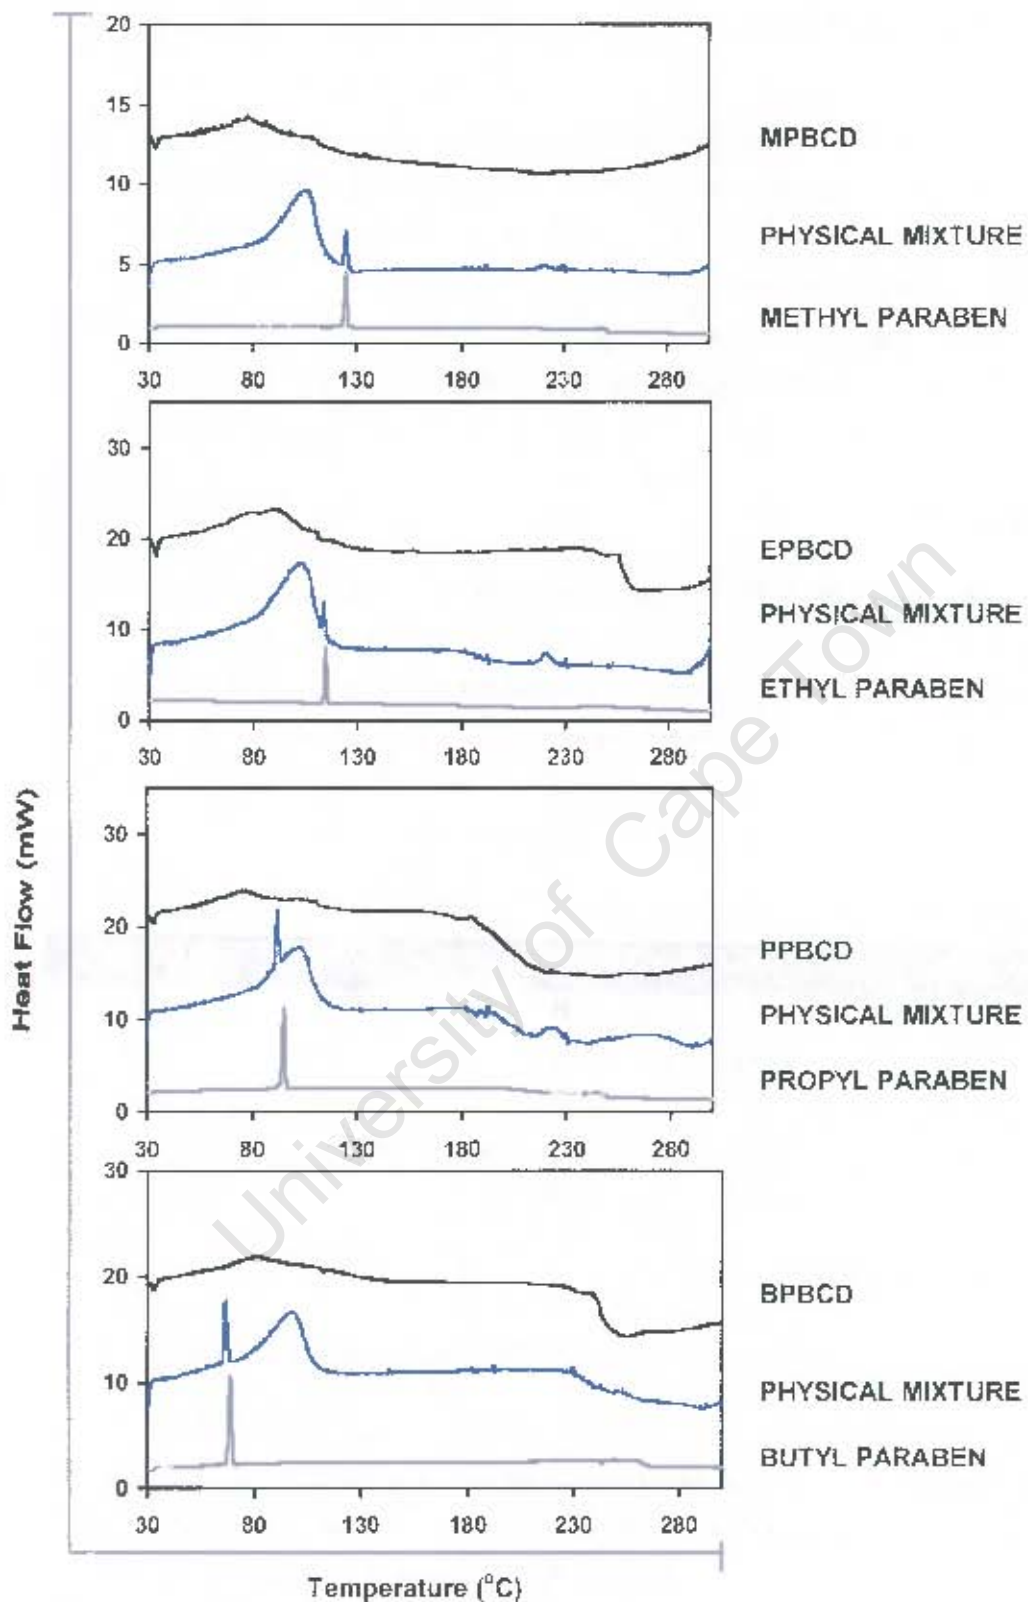 20
15
10
5
0
30 80 130 180 230 280
MPBCD
PHYSICAL MIXTURE
METHYL PARABEN
30
20
10
0
30 80 130 180 230 280
EPBCD
PHYSICAL MIXTURE
ETHYL PARABEN
30
20
10
0
30 80 130 180 230 280
PPBCD
PHYSICAL MIXTURE
PROPYL PARABEN
30
20
10
0
30 80 130 180 230 280
BPBCD
PHYSICAL MIXTURE
BUTYL PARABEN
Heat Flow (mW)
Temperature (°C)
University of Cape Town